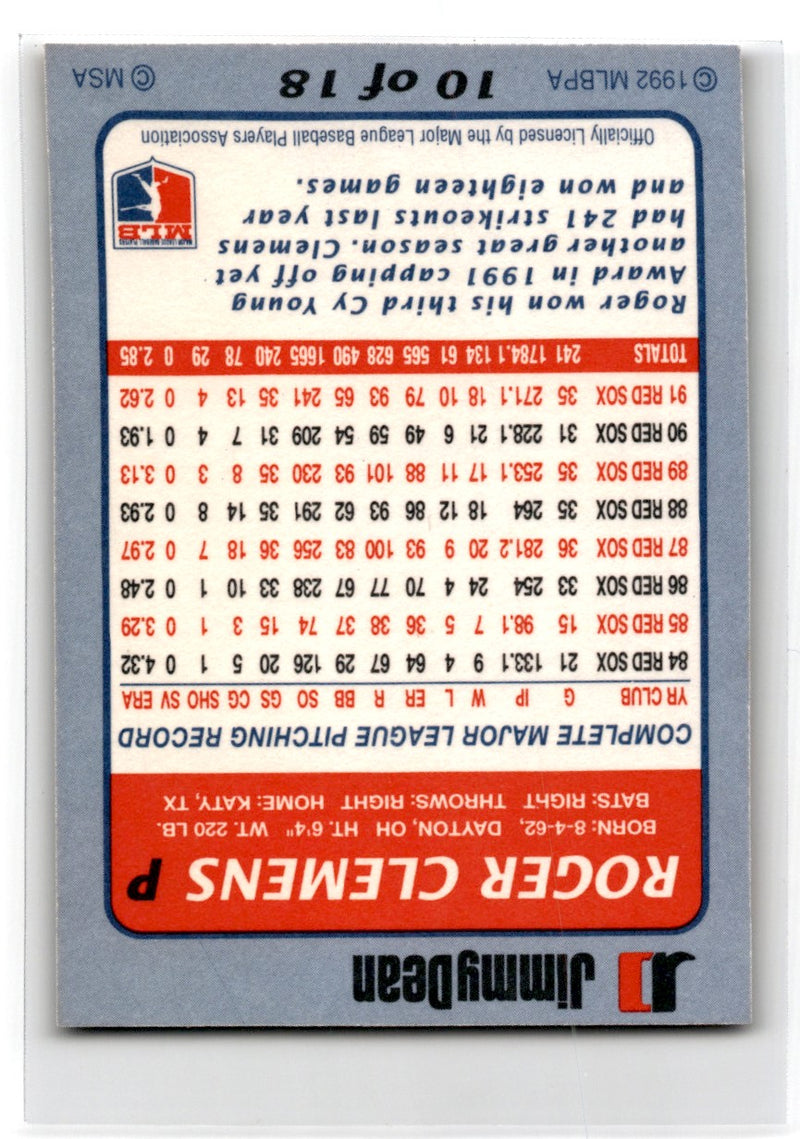 JD JimmyDean
ROGER CLEMENS P
BORN: 8-4-62, DAYTON, OH HT. 6'4" WT. 220 LB.
BATS: RIGHT THROWS: RIGHT HOME: KATY, TX
COMPLETE MAJOR LEAGUE PITCHING RECORD
YR CLUB G IP W L ER R BB SO GS CG SHO SV ERA
84 RED SOX 21 133.1 9 4 64 67 29 126 20 5 1 0 4.32
85 RED SOX 15 98.1 7 5 36 38 37 74 15 3 1 0 3.29
86 RED SOX 33 254 24 4 70 77 67 238 33 10 1 0 2.48
87 RED SOX 36 281.2 20 9 93 100 83 256 36 18 7 0 2.97
88 RED SOX 35 264 18 12 86 93 62 291 35 14 8 0 2.93
89 RED SOX 35 253.1 17 11 88 101 93 230 35 8 3 0 3.13
90 RED SOX 31 228.1 21 6 49 59 54 209 31 7 4 0 1.93
91 RED SOX 35 271.1 18 10 79 93 65 241 35 13 4 0 2.62
TOTALS 241 1784.1 134 61 565 628 490 1665 240 78 29 0 2.85
Roger won his third Cy Young
Award in 1991 capping off yet
another great season. Clemens
had 241 strikeouts last year
and won eighteen games.
MLB
MAJOR LEAGUE BASEBALL PLAYERS
Officially Licensed by the Major League Baseball Players Association
© 1992 MLBPA 10 of 18 © MSA